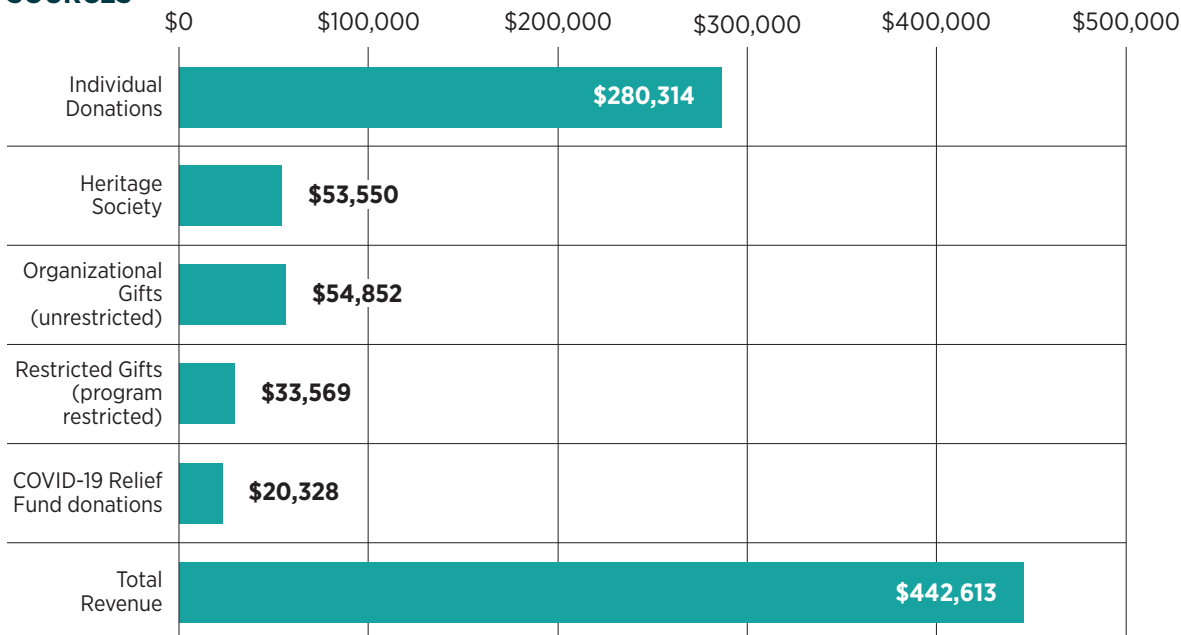 $0 $100,000 $200,000 $300,000 $400,000 $500,000
Individual
Donations
$280,314
Heritage
Society
$53,550
Organizational
Gifts
(unrestricted)
$54,852
Restricted Gifts
(program
restricted)
$33,569
COVID-19 Relief
Fund donations
$20,328
Total
Revenue
$442,613